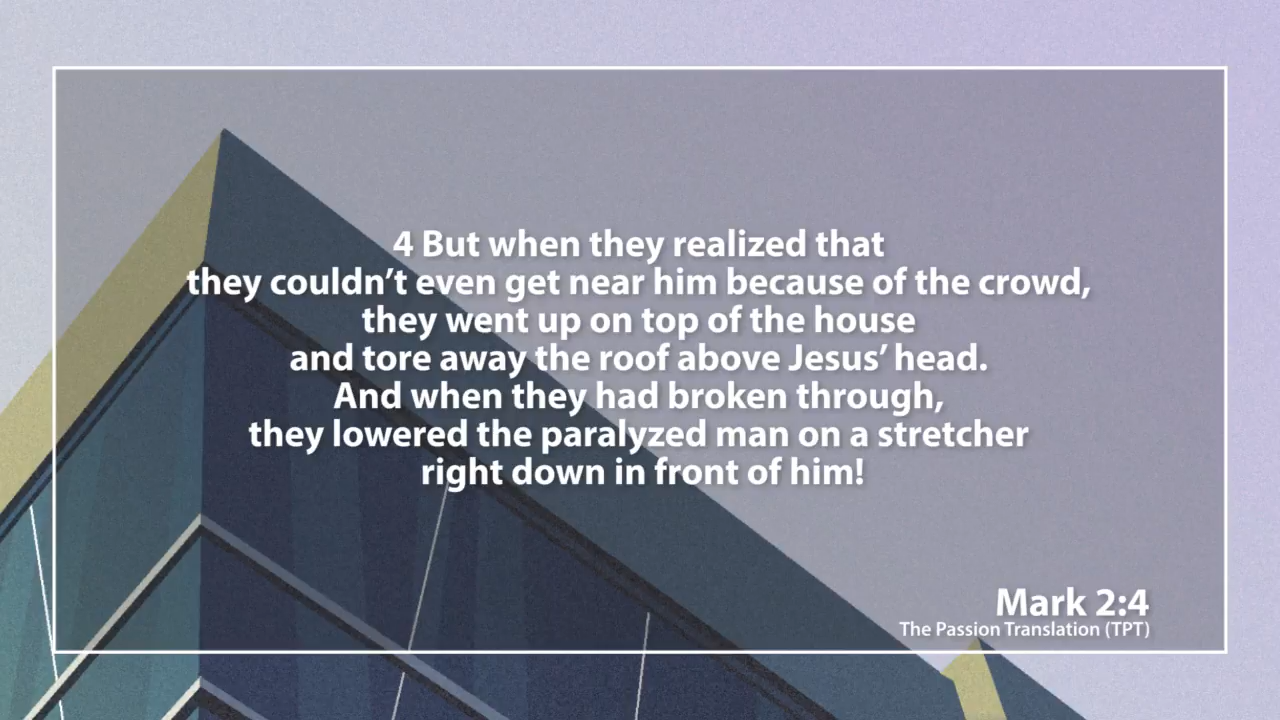 4 But when they realized that
they couldn’t even get near him because of the crowd,
they went up on top of the house
and tore away the roof above Jesus’ head.
And when they had broken through,
they lowered the paralyzed man on a stretcher
right down in front of him!
Mark 2:4
The Passion Translation (TPT)